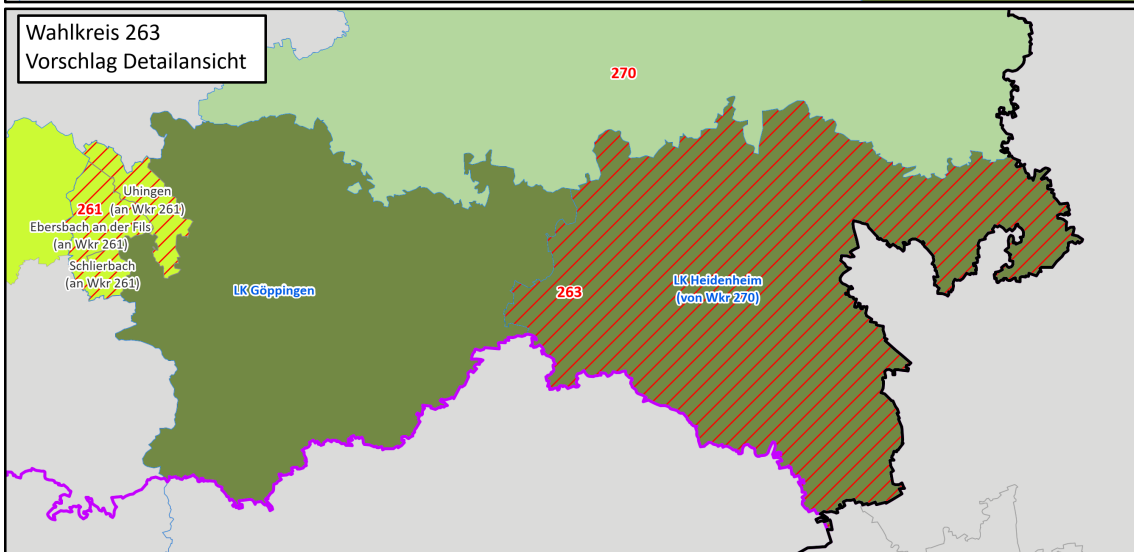 Wahlkreis 263
Vorschlag Detailansicht
270
Uhingen
261 (an Wkr 261)
Ebersbach an der Fils
(an Wkr 261)
Schlierbach
(an Wkr 261)
LK Göppingen
263
LK Heidenheim
(von Wkr 270)